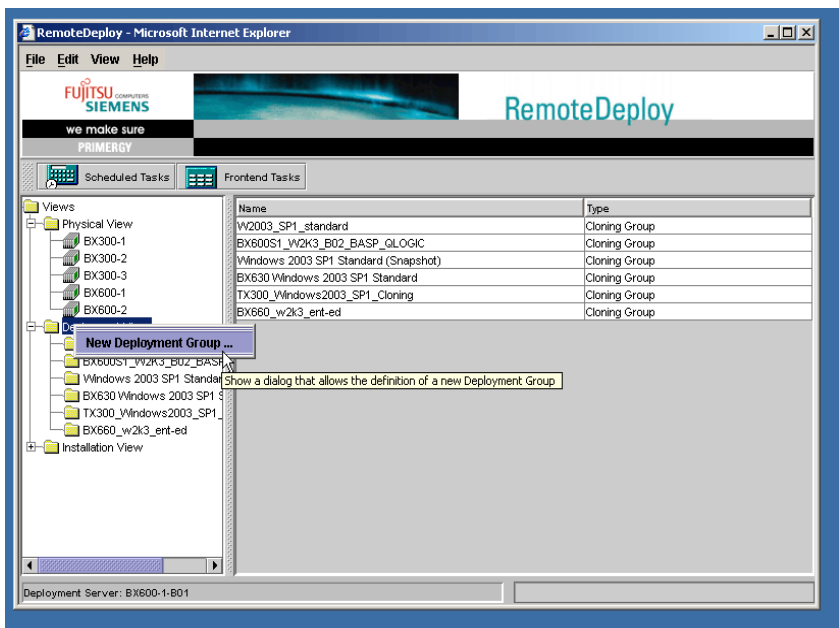 RemoteDeploy - Microsoft Internet Explorer
File Edit View Help
FUJITSU COMPUTERS
SIEMENS
RemoteDeploy
we make sure
PRIMERGY
Scheduled Tasks Frontend Tasks
Views
Physical View
BX300-1
BX300-2
BX300-3
BX600-1
BX600-2
New Deployment Group ...
BX600S1_W2K3_B02_BASP
Windows 2003 SP1 Standar
BX630 Windows 2003 SP1 S
TX300_Windows2003_SP1_
BX660_w2k3_ent-ed
Installation View
Name Type
W2003_SP1_standard Cloning Group
BX600S1_W2K3_B02_BASP_QLOGIC Cloning Group
Windows 2003 SP1 Standard (Snapshot) Cloning Group
BX630 Windows 2003 SP1 Standard Cloning Group
TX300_Windows2003_SP1_Cloning Cloning Group
BX660_w2k3_ent-ed Cloning Group
Show a dialog that allows the definition of a new Deployment Group
Deployment Server: BX600-1-B01